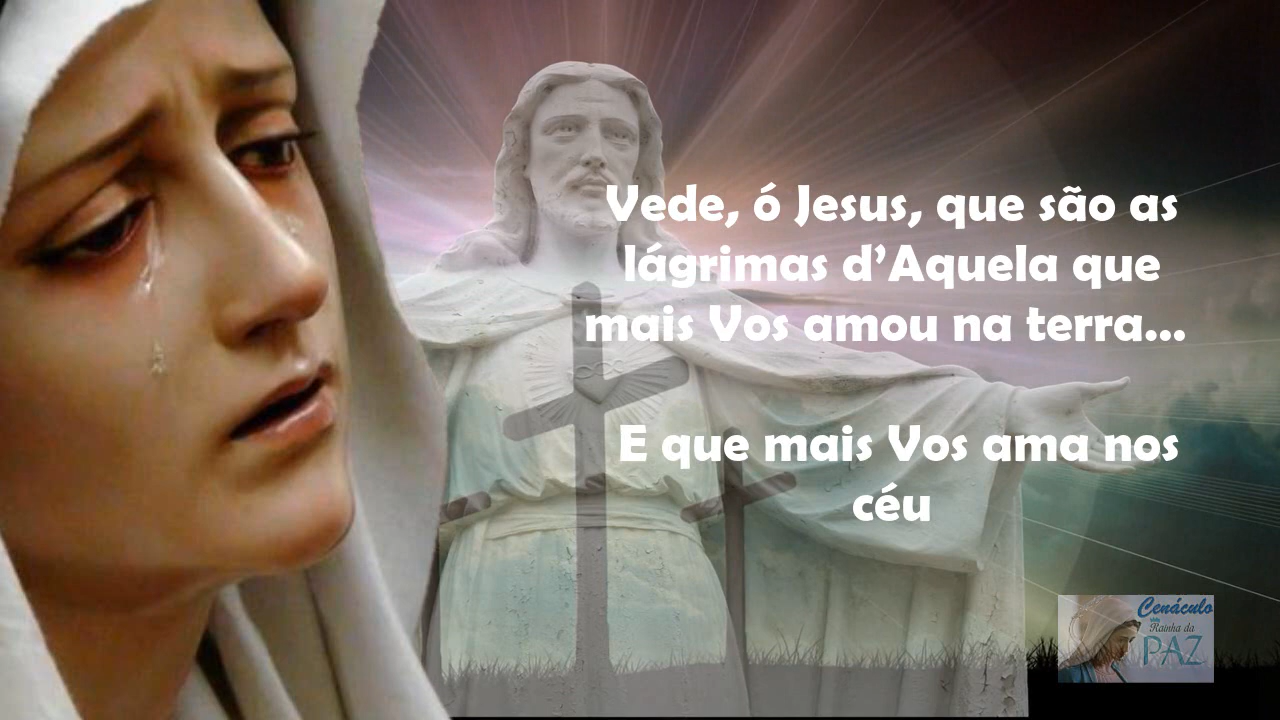 Vede, ó Jesus, que são as
lágrimas d’Aquela que
mais Vos amou na terra...
E que mais Vos ama nos
céu
Cenáculo
Rainha da
PAZ